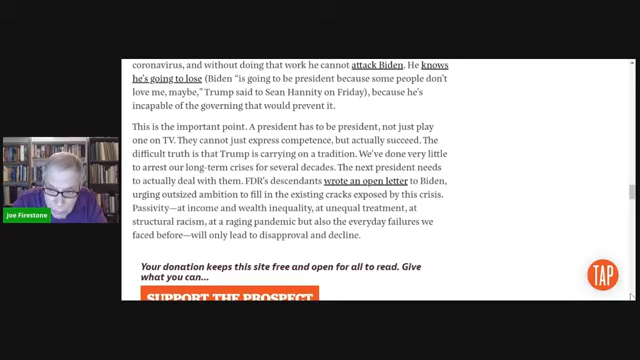 coronavirus, and without doing that work he cannot attack Biden. He knows
he's going to lose (Biden “is going to be president because some people don't
love me, maybe,” Trump said to Sean Hannity on Friday), because he's
incapable of the governing that would prevent it.
This is the important point. A president has to be president, not just play
one on TV. They cannot just express competence, but actually succeed. The
difficult truth is that Trump is carrying on a tradition. We've done very little
to arrest our long-term crises for several decades. The next president needs
to actually deal with them. FDR's descendants wrote an open letter to Biden,
urging outsized ambition to fill in the existing cracks exposed by this crisis.
Passivity—at income and wealth inequality, at unequal treatment, at
structural racism, at a raging pandemic but also the everyday failures we
faced before—will only lead to disapproval and decline.
Your donation keeps this site free and open for all to read. Give
what you can...
SUPPORT THE PROSPECT
TAP
Joe Firestone